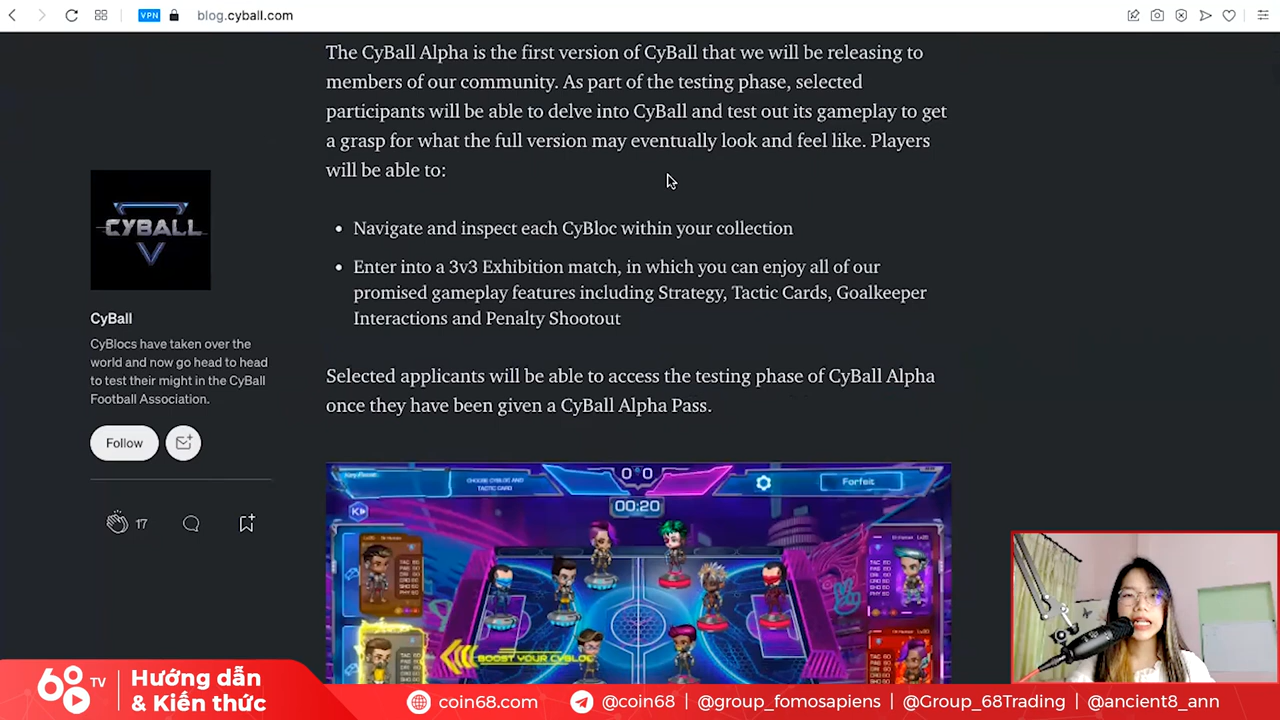 VPN
blog.cyball.com
The CyBall Alpha is the first version of CyBall that we will be releasing to
members of our community. As part of the testing phase, selected
participants will be able to delve into CyBall and test out its gameplay to get
a grasp for what the full version may eventually look and feel like. Players
will be able to:
• Navigate and inspect each CyBloc within your collection
• Enter into a 3v3 Exhibition match, in which you can enjoy all of our
promised gameplay features including Strategy, Tactic Cards, Goalkeeper
Interactions and Penalty Shootout
Selected applicants will be able to access the testing phase of CyBall Alpha
once they have been given a CyBall Alpha Pass.
CYBALL
CyBall
CyBlocs have taken over the
world and now go head to head
to test their might in the CyBall
Football Association.
Follow
17
CHOOSE CYBLOC AND
TACTIC CARD
0 0
Forfeit
00:20
BOOST YOUR CYBLOC
68 TV
Hướng dẫn
& Kiến thức
coin68.com
@coin68 | @group_fomosapiens | @Group_68Trading | @ancient8_ann